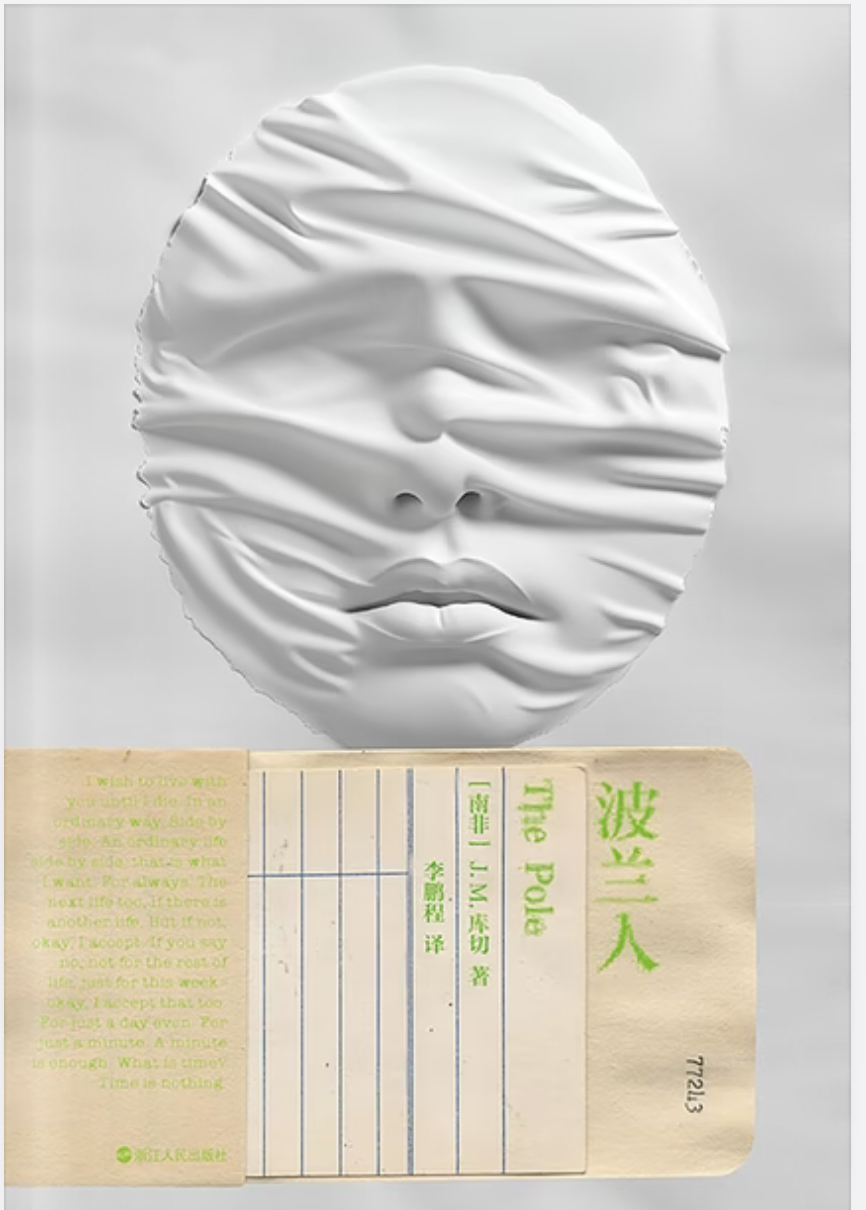 波兰人
The Pole
[南非] J. M. 库切 著
李鹏程 译
77243
I wish to live with
you until I die. In an
ordinary way. Side by
side. An ordinary life
side by side, that is what
I want. For always. The
next life too, if there is
another life. But if not,
okay, I accept. If you say
no, not for the rest of
life, just for this week–
okay, I accept that too.
For just a day even. For
just a minute. A minute
is enough. What is time?
Time is nothing.
浙江人民出版社